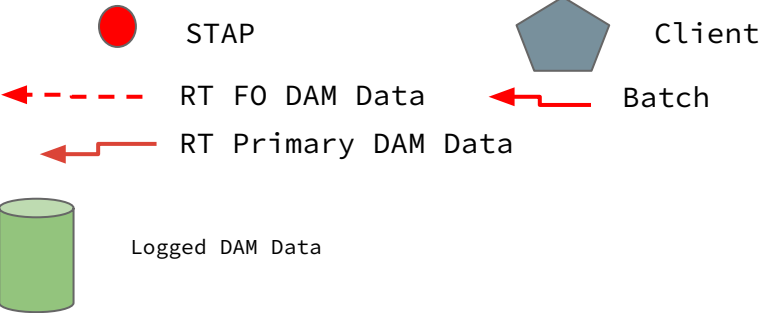 STAP
Client
RT FO DAM Data
Batch
RT Primary DAM Data
Logged DAM Data